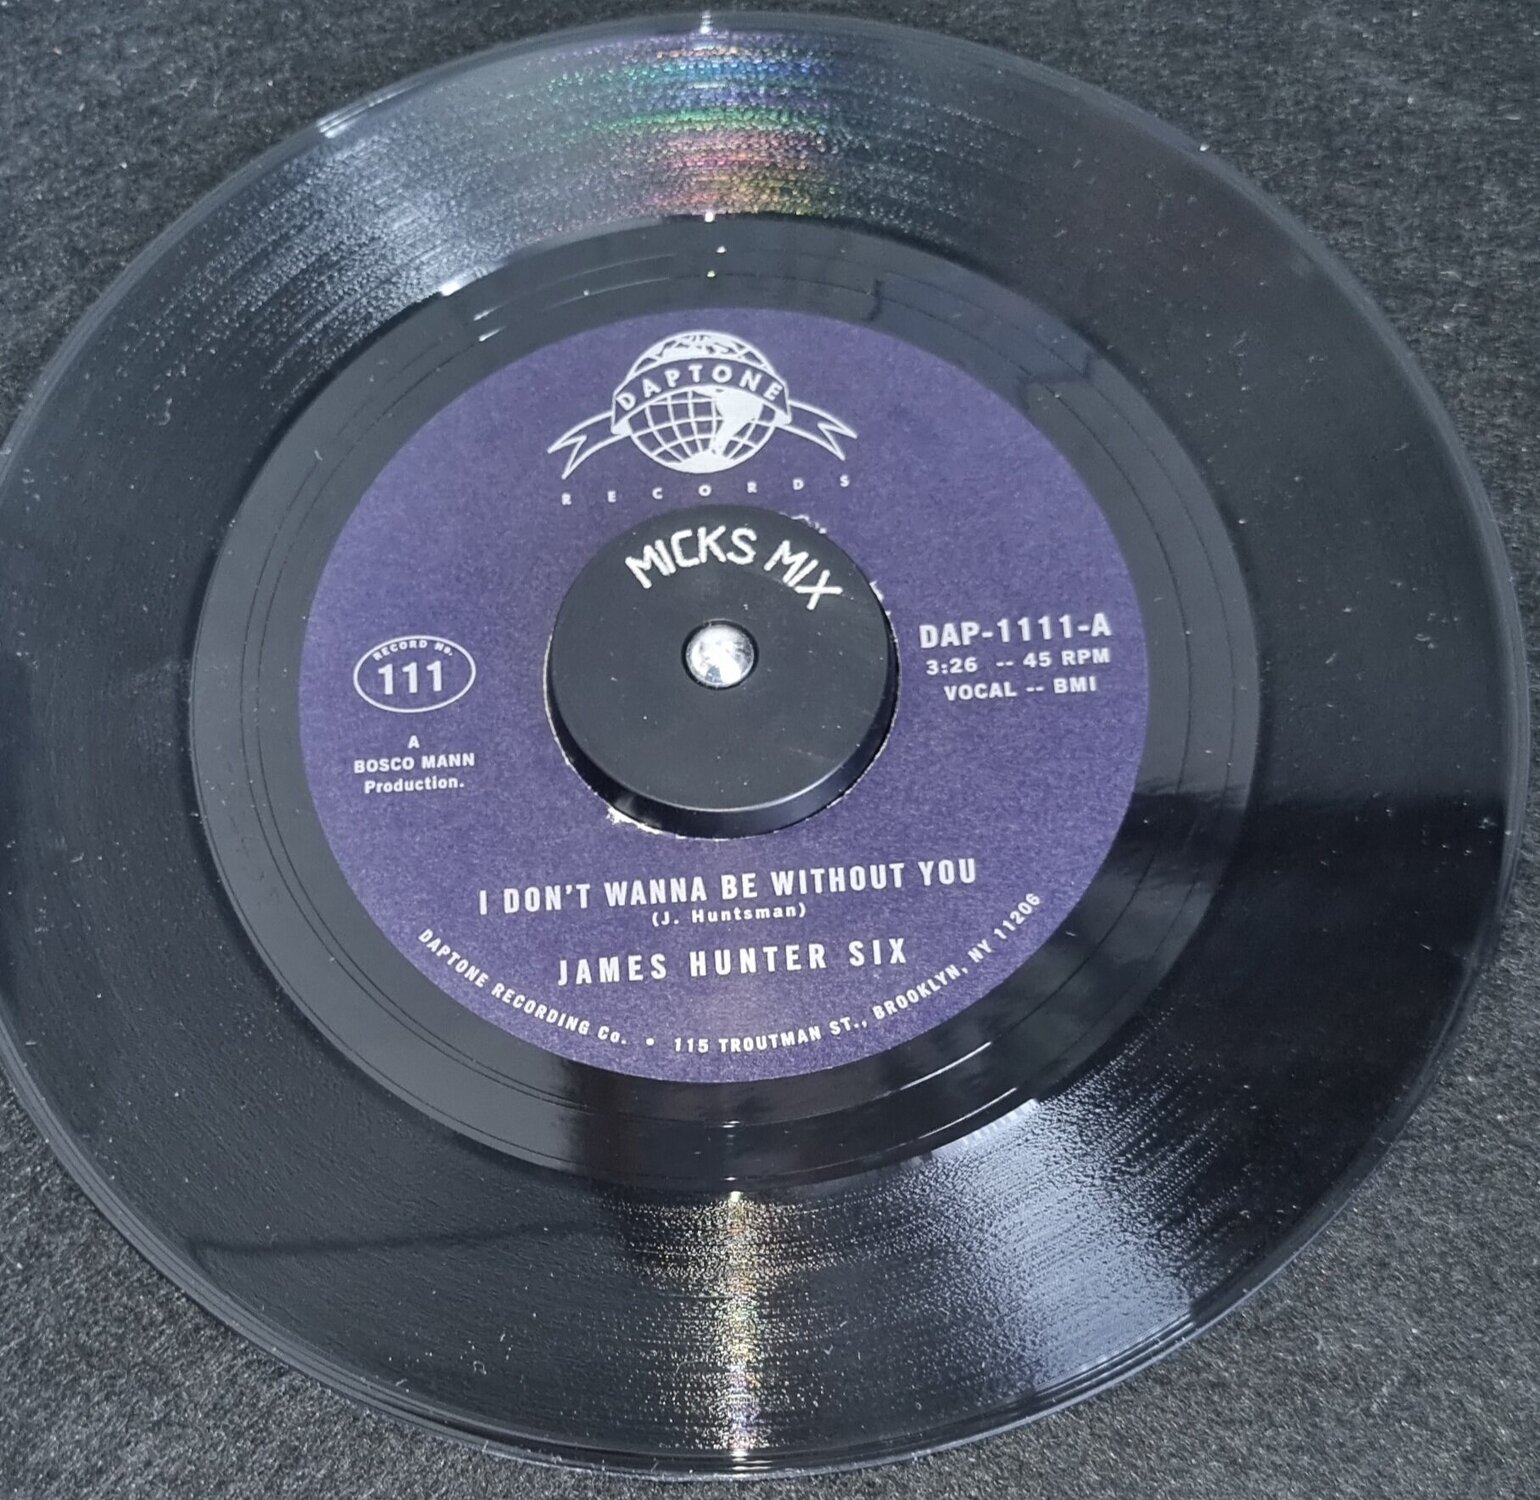 DAPTONE
RECORDS
MICKS MIX
RECORD No.
111
A
BOSCO MANN
Production.
DAP-1111-A
3:26 -- 45 RPM
VOCAL -- BMI
I DON'T WANNA BE WITHOUT YOU
(J. Huntsman)
JAMES HUNTER SIX
DAPTONE RECORDING Co. • 115 TROUTMAN ST., BROOKLYN, NY 11206